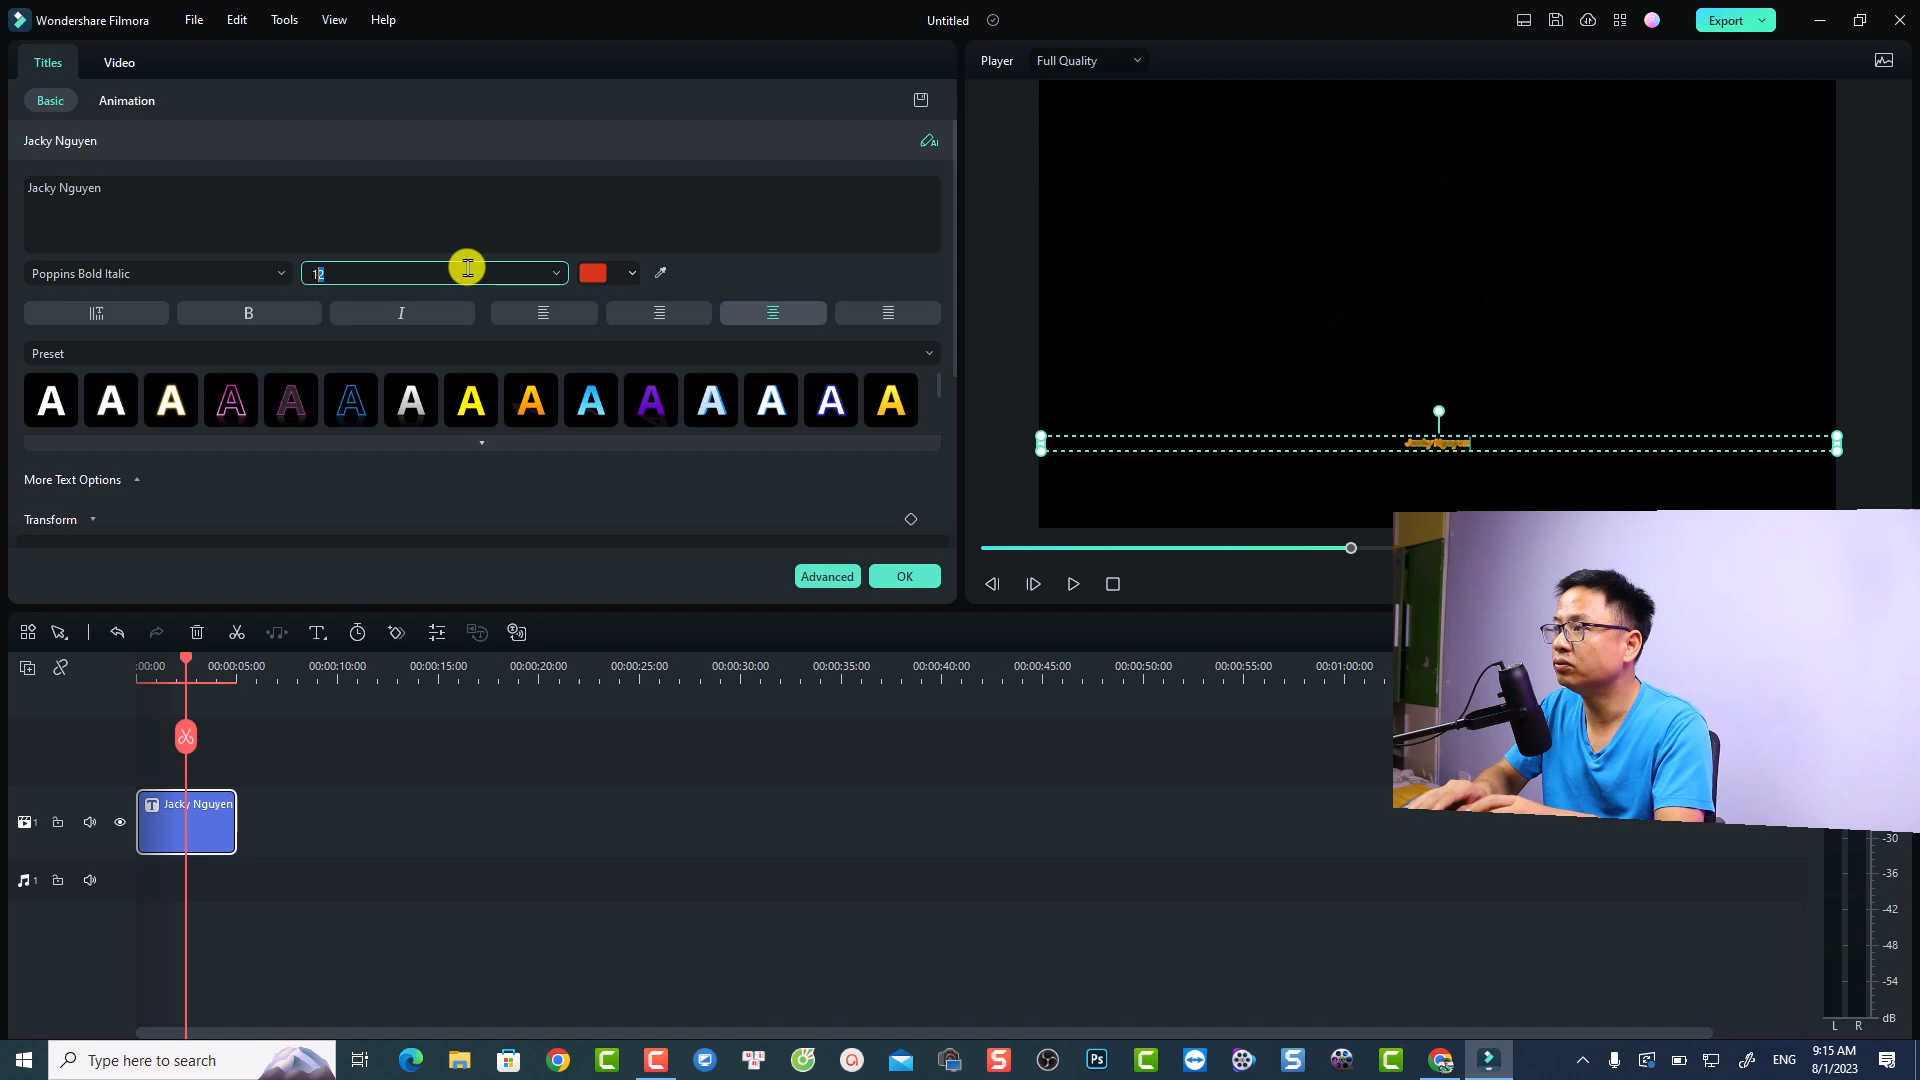 Wondershare Filmora
File
Edit
Tools
View
Help
Untitled
Export
Titles
Video
Player
Full Quality
Basic
Animation
Jacky Nguyen
AI
Jacky Nguyen
Poppins Bold Italic
12
B
I
Preset
A A A A A A A A A A A A A A A
Jacky Nguyen
More Text Options
Transform
Advanced
OK
:00:00
00:00:05:00
00:00:10:00
00:00:15:00
00:00:20:00
00:00:25:00
00:00:30:00
00:00:35:00
00:00:40:00
00:00:45:00
00:00:50:00
00:00:55:00
00:01:00:00
T Jacky Nguyen
1
1
-30
-36
-42
-48
-54
dB
L R
Type here to search
Ps
ENG
9:15 AM
8/1/2023